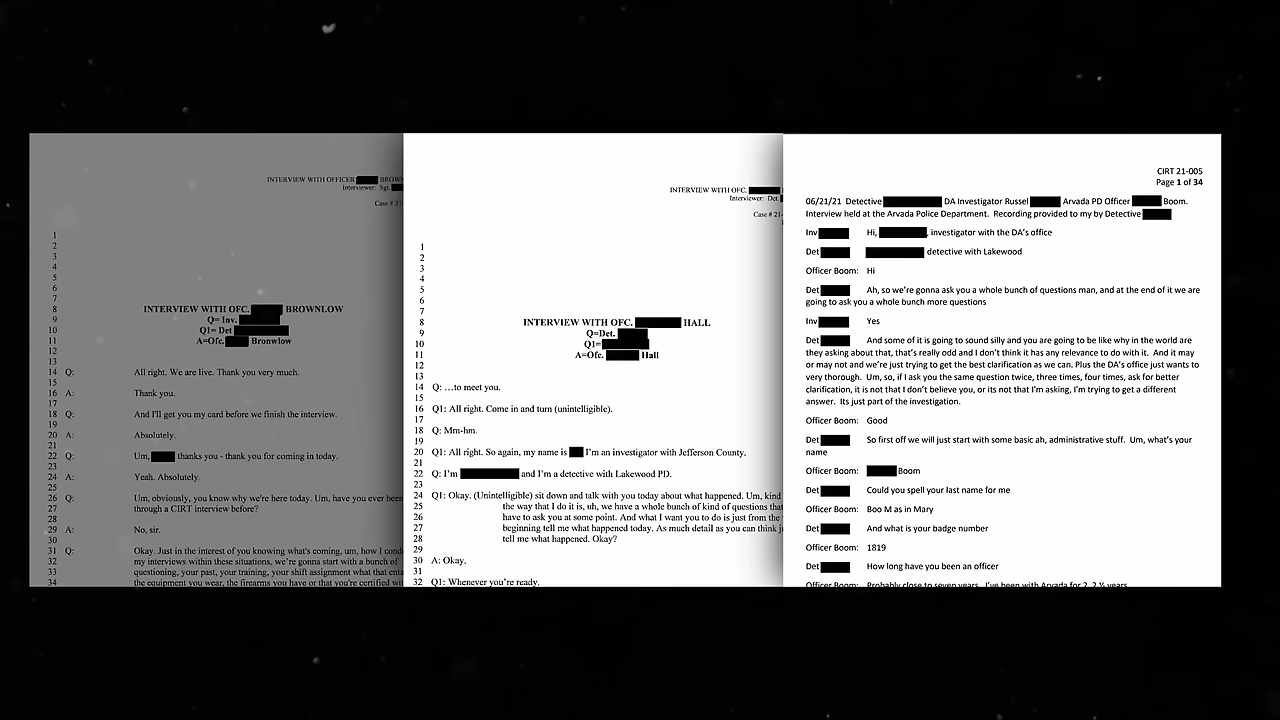 INTERVIEW WITH OFFICER BROWN
Interviewer: Sgt.
Case # 21-
1
2
3
4
5
6
7
8 INTERVIEW WITH OFC. BROWNLOW
9 Q= Inv.
10 Q1= Det
11 A=Ofc. Bronwlow
12
13
14 Q: All right. We are live. Thank you very much.
15
16 A: Thank you.
17
18 Q: And I'll get you my card before we finish the interview.
19
20 A: Absolutely.
21
22 Q: Um, thanks you - thank you for coming in today.
23
24 A: Yeah. Absolutely.
25
26 Q: Um, obviously, you know why we're here today. Um, have you ever been
27 through a CIRT interview before?
28
29 A: No, sir.
30
31 Q: Okay. Just in the interest of you knowing what's coming, um, how I
32 my interviews within these situations, we're gonna start with a bunch of
33 questioning, your past, your training, your shift assignment what that
34 the equipment you wear, the firearms you have or that you're certified
INTERVIEW WITH OFC.
Interviewer: Det.
Case # 21
1
2
3
4
5
6
7
8 INTERVIEW WITH OFC. HALL
9 Q=Det.
10 Q1=
11 A=Ofc. Hall
12
13
14 Q: …to meet you.
15
16 Q1: All right. Come in and turn (unintelligible).
17
18 Q: Mm-hm.
19
20 Q1: All right. So again, my name is I'm an investigator with Jefferson County.
21
22 Q: I'm and I'm a detective with Lakewood PD.
23
24 Q1: Okay. (Unintelligible) sit down and talk with you today about what happened. Um, kind
25 the way that I do it is, uh, we have a whole bunch of kind of questions that
26 have to ask you at some point. And what I want you to do is just from the
27 beginning tell me what happened today. As much detail as you can think
28 tell me what happened. Okay?
29
30 A: Okay.
31
32 Q1: Whenever you're ready.
CIRT 21-005
Page 1 of 34
06/21/21 Detective DA Investigator Russel Arvada PD Officer Boom.
Interview held at the Arvada Police Department. Recording provided to my by Detective
Inv Hi, , investigator with the DA's office
Det detective with Lakewood
Officer Boom: Hi
Det Ah, so we're gonna ask you a whole bunch of questions man, and at the end of it we are
going to ask you a whole bunch more questions
Inv Yes
Det And some of it is going to sound silly and you are going to be like why in the world are
they asking about that, that's really odd and I don't think it has any relevance to do with it. And it may
or may not and we're just trying to get the best clarification as we can. Plus the DA's office just wants to
very thorough. Um, so, if I ask you the same question twice, three times, four times, ask for better
clarification, it is not that I don't believe you, or its not that I'm asking, I'm trying to get a different
answer. Its just part of the investigation.
Officer Boom: Good
Det So first off we will just start with some basic ah, administrative stuff. Um, what's your
name
Officer Boom: Boom
Det Could you spell your last name for me
Officer Boom: Boo M as in Mary
Det And what is your badge number
Officer Boom: 1819
Det How long have you been an officer
Officer Boom: Probably close to seven years. I've been with Arvada for 2, 2 ½ years